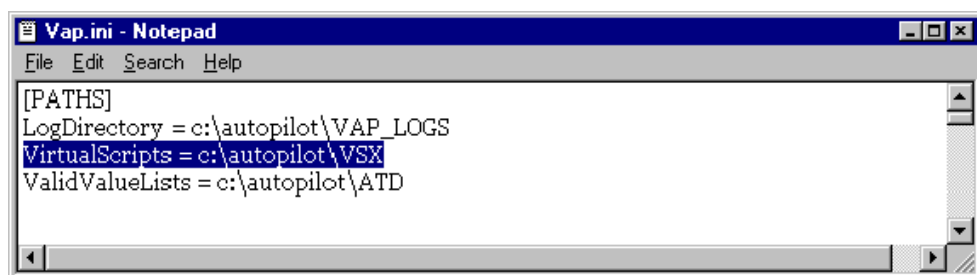 Vap.ini - Notepad
File Edit Search Help
[PATHS]
LogDirectory = c:\autopilot\VAP_LOGS
VirtualScripts = c:\autopilot\VSX
ValidValueLists = c:\autopilot\ATD